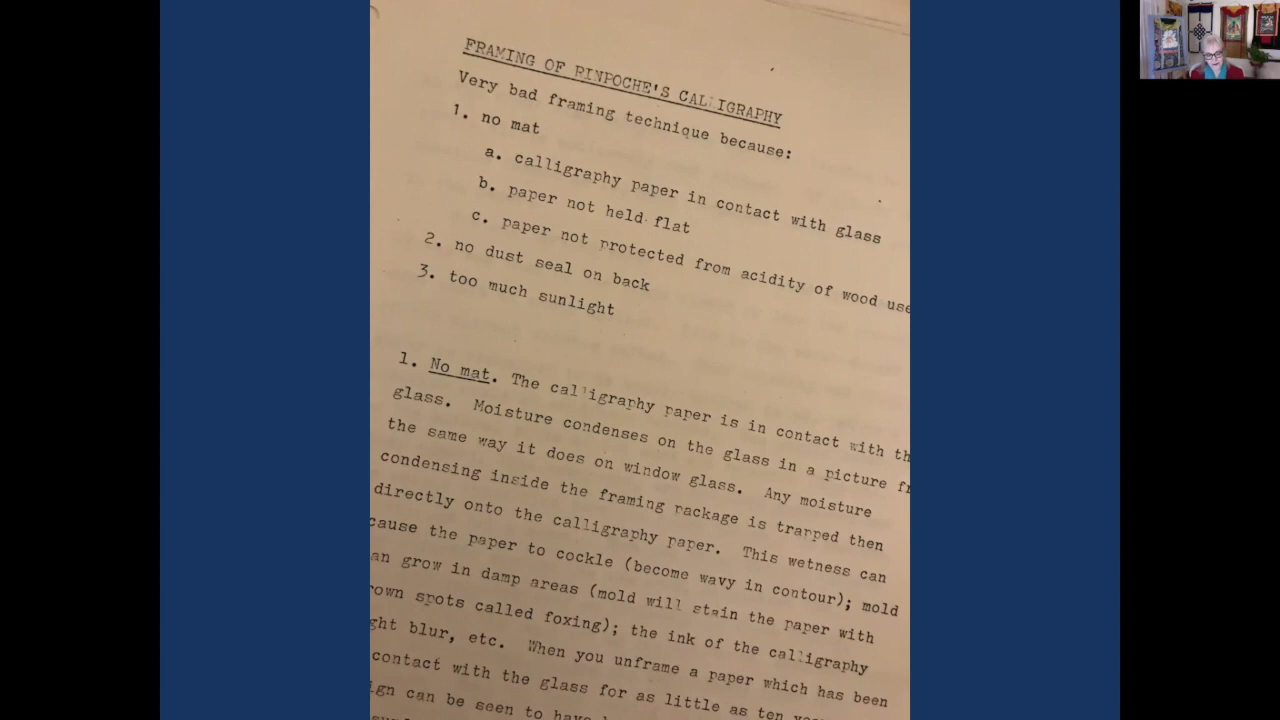 FRAMING OF RINPOCHE'S CALLIGRAPHY
Very bad framing technique because:
1. no mat
a. calligraphy paper in contact with glass
b. paper not held flat
c. paper not protected from acidity of wood use
2. no dust seal on back
3. too much sunlight
1. No mat. The calligraphy paper is in contact with th
glass. Moisture condenses on the glass in a picture fr
the same way it does on window glass. Any moisture
condensing inside the framing package is trapped then
directly onto the calligraphy paper. This wetness can
cause the paper to cockle (become wavy in contour); mold
an grow in damp areas (mold will stain the paper with
rown spots called foxing); the ink of the calligraphy
ght blur, etc. When you unframe a paper which has been
contact with the glass for as little as ten
ign can be seen to have